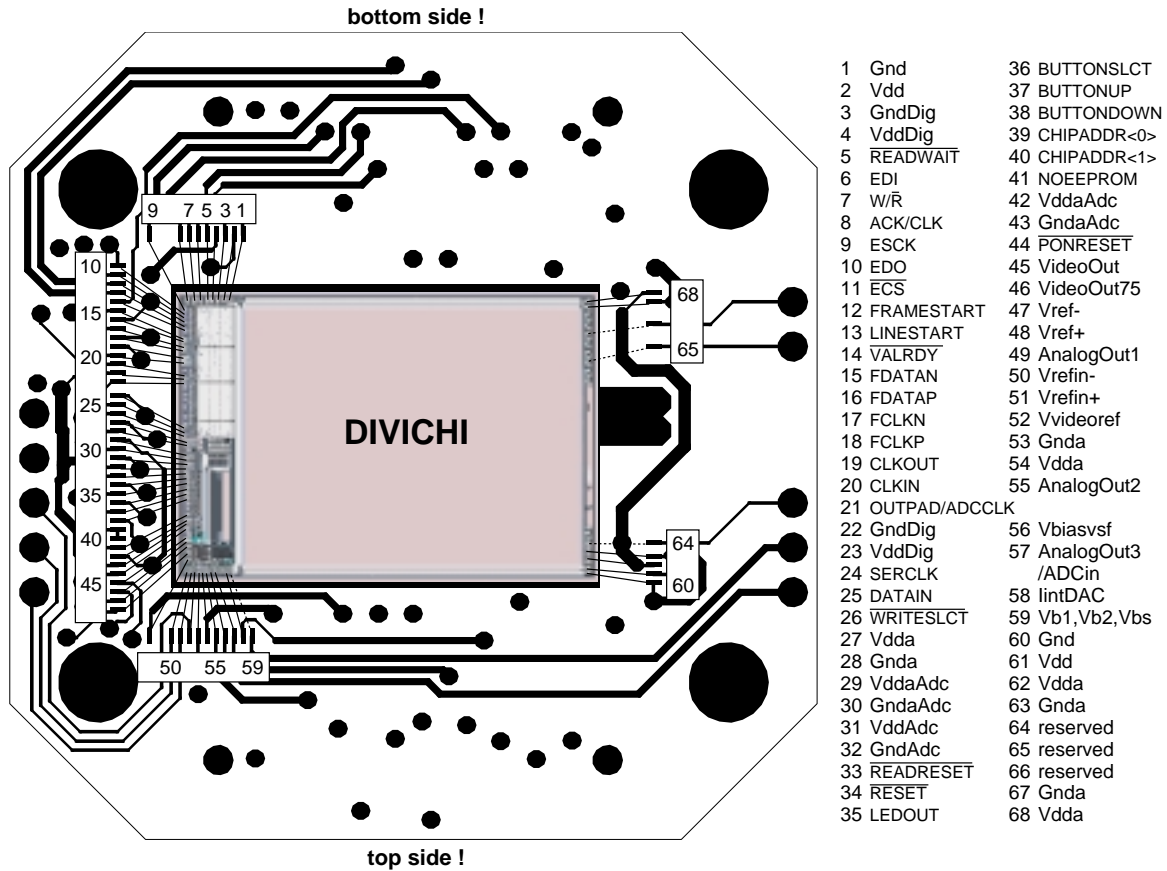 bottom side !
9 7 5 3 1
10
15
20
25
30
35
40
45
50 55 59
68
65
64
60
DIVICHI
top side !
1 Gnd
2 Vdd
3 GndDig
4 VddDig
5 READWAIT
6 EDI
7 W/R
8 ACK/CLK
9 ESCK
10 EDO
11 ECS
12 FRAMESTART
13 LINESTART
14 VALRDY
15 FDATAN
16 FDATAP
17 FCLKN
18 FCLKP
19 CLKOUT
20 CLKIN
21 OUTPAD/ADCCLK
22 GndDig
23 VddDig
24 SERCLK
25 DATAIN
26 WRITESLCT
27 Vdda
28 Gnda
29 VddaAdc
30 GndaAdc
31 VddAdc
32 GndAdc
33 READRESET
34 RESET
35 LEDOUT
36 BUTTONSLCT
37 BUTTONUP
38 BUTTONDOWN
39 CHIPADDR<0>
40 CHIPADDR<1>
41 NOEEPROM
42 VddaAdc
43 GndaAdc
44 PONRESET
45 VideoOut
46 VideoOut75
47 Vref-
48 Vref+
49 AnalogOut1
50 Vrefin-
51 Vrefin+
52 Vvideoref
53 Gnda
54 Vdda
55 AnalogOut2
56 Vbiasvsf
57 AnalogOut3
/ADCin
58 IintDAC
59 Vb1,Vb2,Vbs
60 Gnd
61 Vdd
62 Vdda
63 Gnda
64 reserved
65 reserved
66 reserved
67 Gnda
68 Vdda